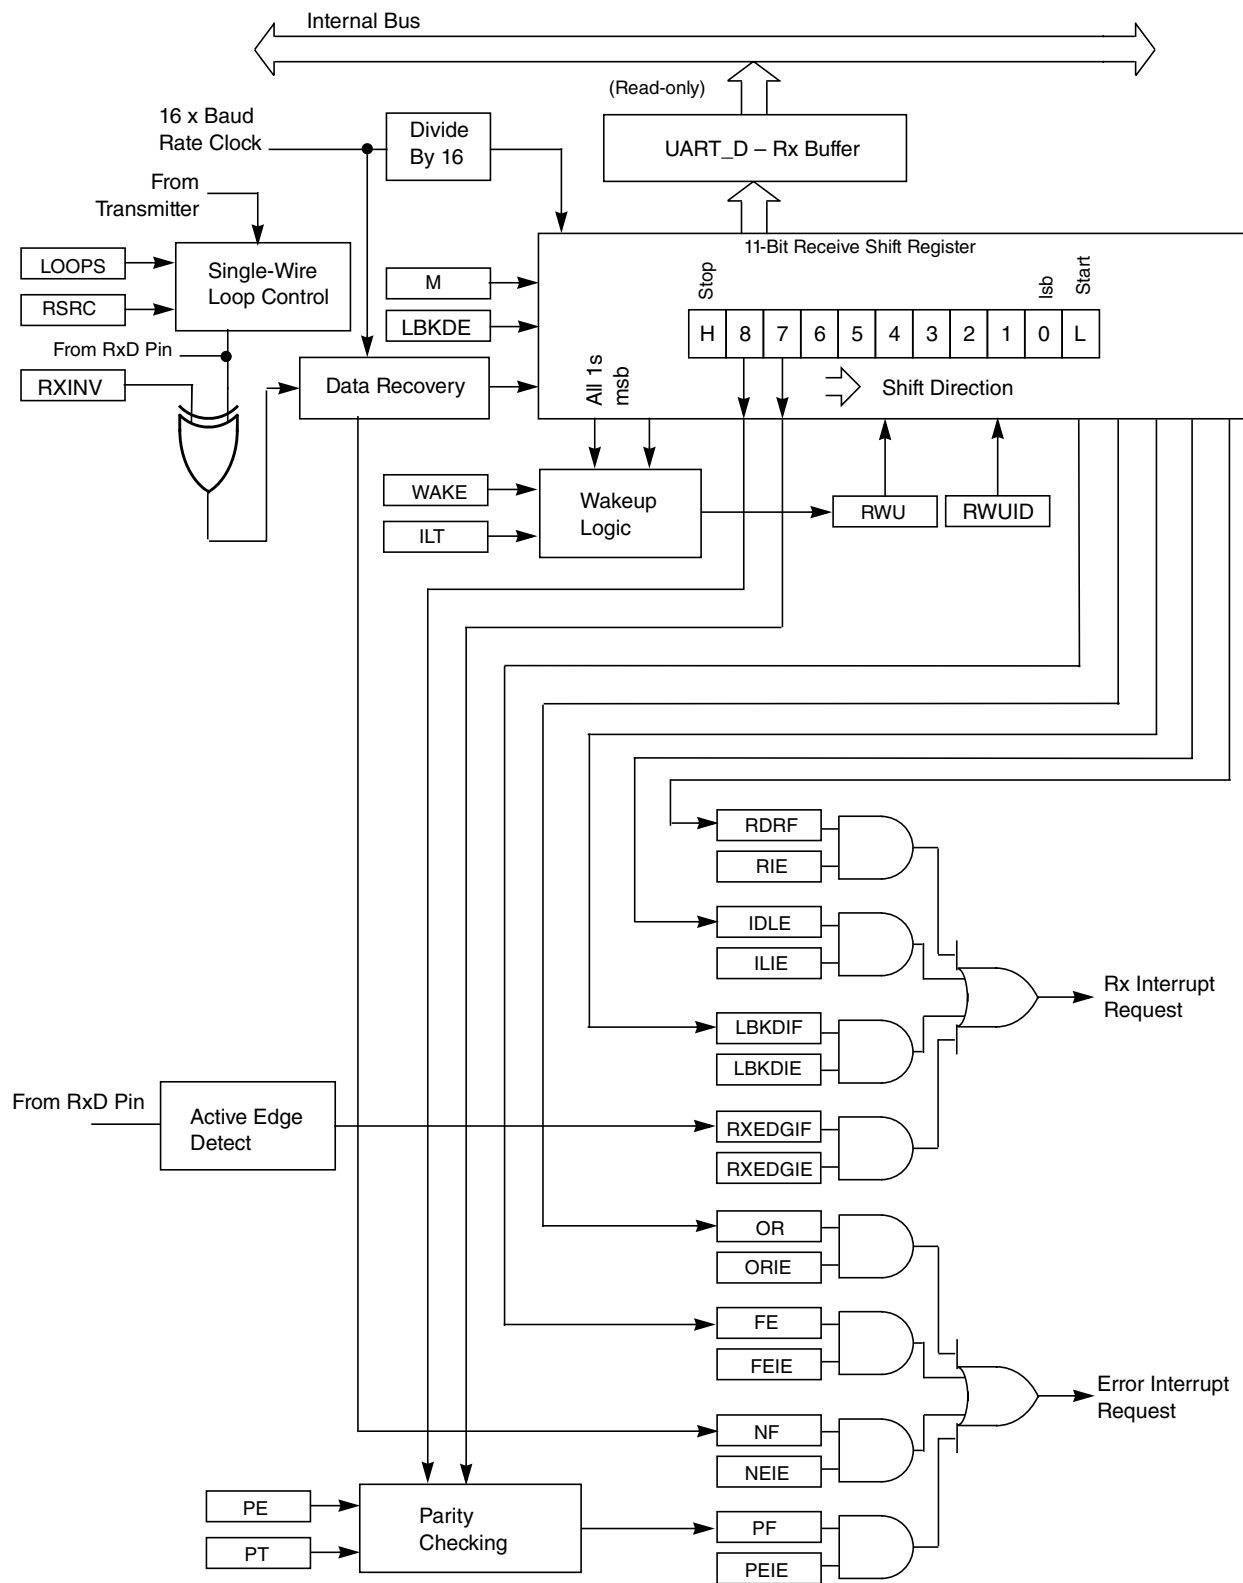 Internal Bus
(Read-only)
16 x Baud
Rate Clock
Divide
By 16
UART_D – Rx Buffer
From
Transmitter
11-Bit Receive Shift Register
LOOPS
Single-Wire
Loop Control
RSRC
M
LBKDE
Stop
lsb
Start
H 8 7 6 5 4 3 2 1 0 L
From RxD Pin
RXINV
Data Recovery
All 1s
msb
Shift Direction
WAKE
ILT
Wakeup
Logic
RWU
RWUID
RDRF
RIE
IDLE
ILIE
Rx Interrupt
Request
LBKDIF
LBKDIE
From RxD Pin
Active Edge
Detect
RXEDGIF
RXEDGIE
OR
ORIE
FE
FEIE
Error Interrupt
Request
NF
NEIE
PE
PT
Parity
Checking
PF
PEIE